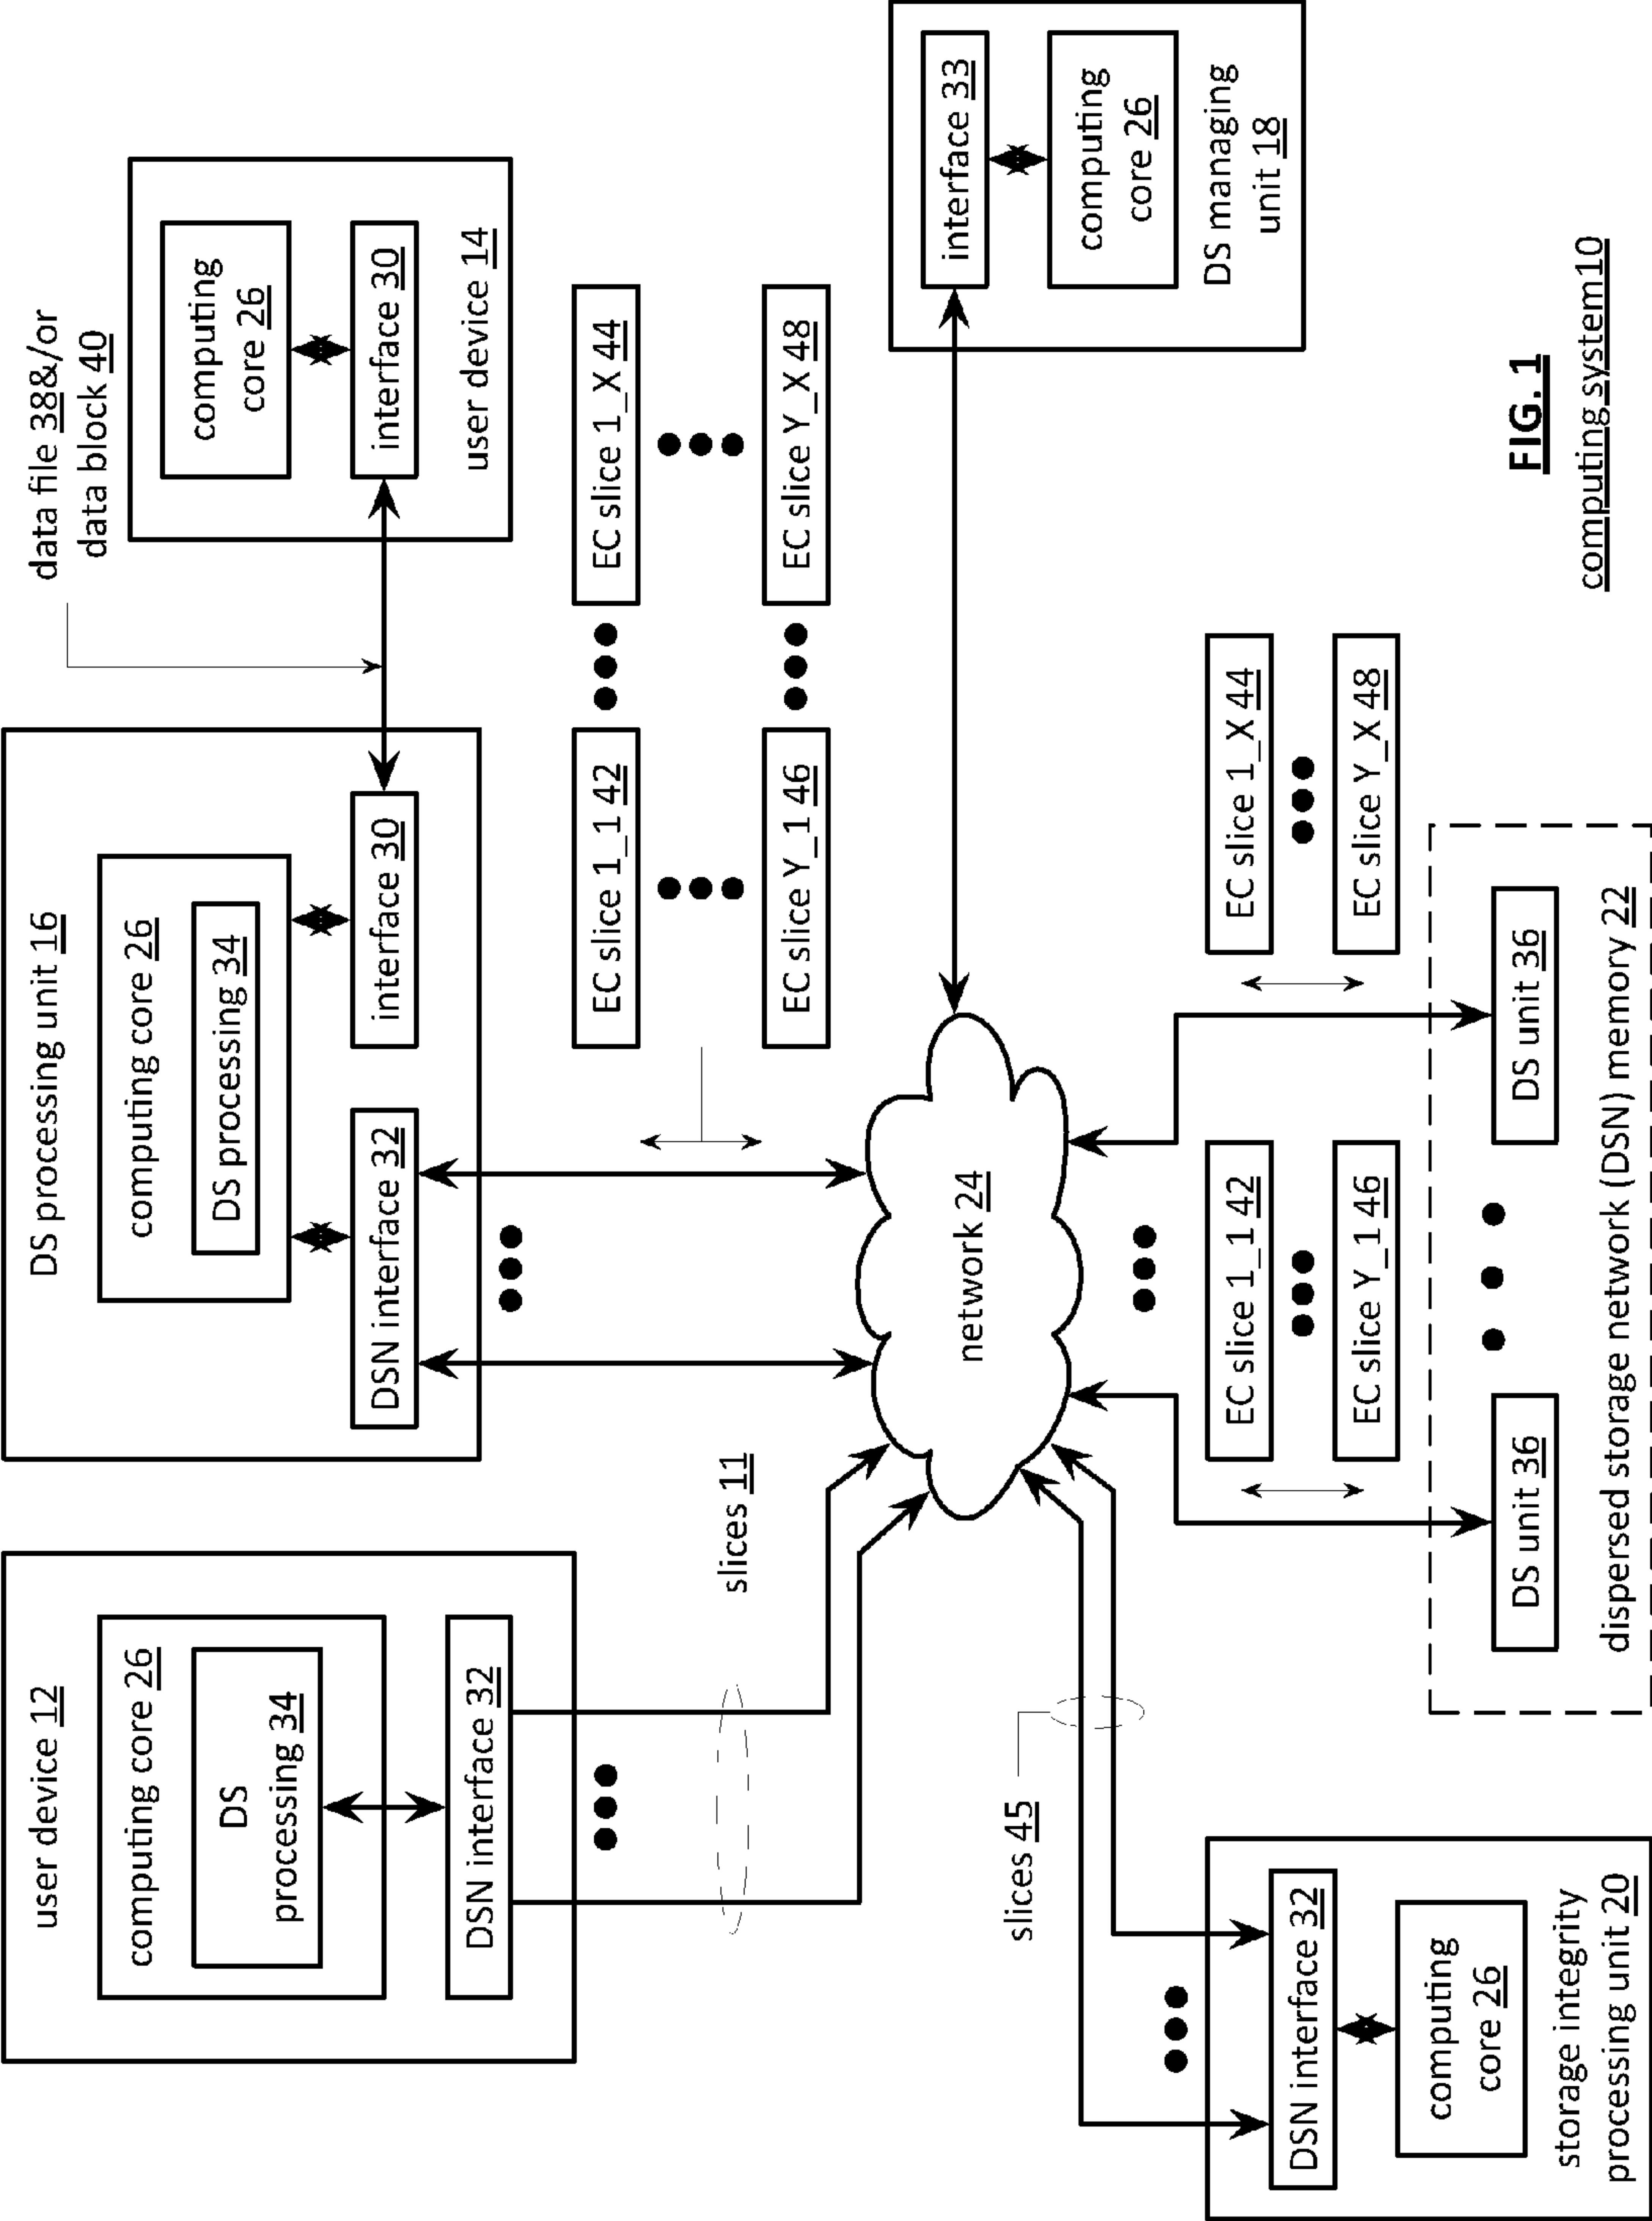 user device 12
computing core 26
DS
processing 34
DSN interface 32
DS processing unit 16
computing core 26
DS processing 34
DSN interface 32
interface 30
data file 38&/or
data block 40
computing
core 26
interface 30
user device 14
slices 11
EC slice 1_1 42
EC slice 1_X 44
EC slice Y_1 46
EC slice Y_X 48
network 24
interface 33
computing
core 26
DS managing
unit 18
slices 45
DSN interface 32
computing
core 26
storage integrity
processing unit 20
EC slice 1_1 42
EC slice Y_1 46
EC slice 1_X 44
EC slice Y_X 48
DS unit 36
DS unit 36
dispersed storage network (DSN) memory 22
FIG. 1
computing system10